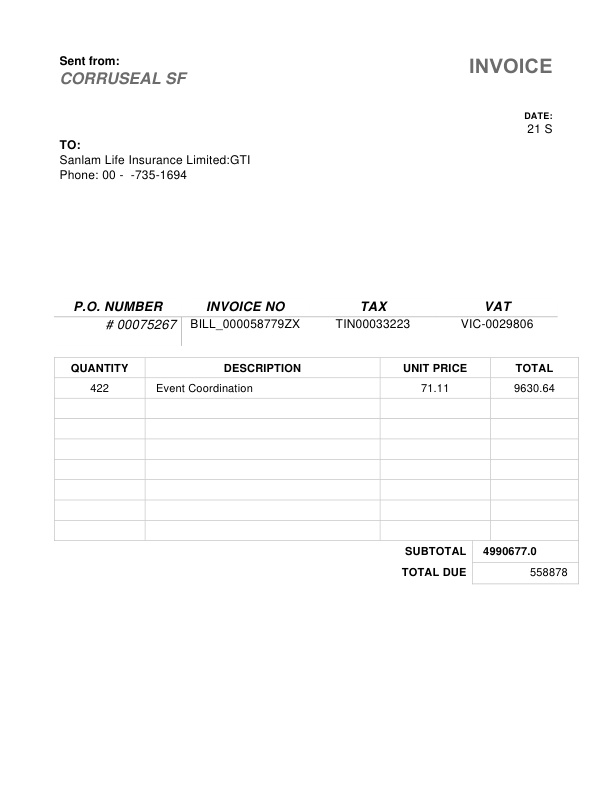 Sent from:
CORRUSEAL SF
INVOICE
DATE:
21 S
TO:
Sanlam Life Insurance Limited:GTI
Phone: 00 - -735-1694
P.O. NUMBER INVOICE NO TAX VAT
# 00075267 BILL_000058779ZX TIN00033223 VIC-0029806
QUANTITY DESCRIPTION UNIT PRICE TOTAL
422 Event Coordination 71.11 9630.64
SUBTOTAL 4990677.0
TOTAL DUE 558878